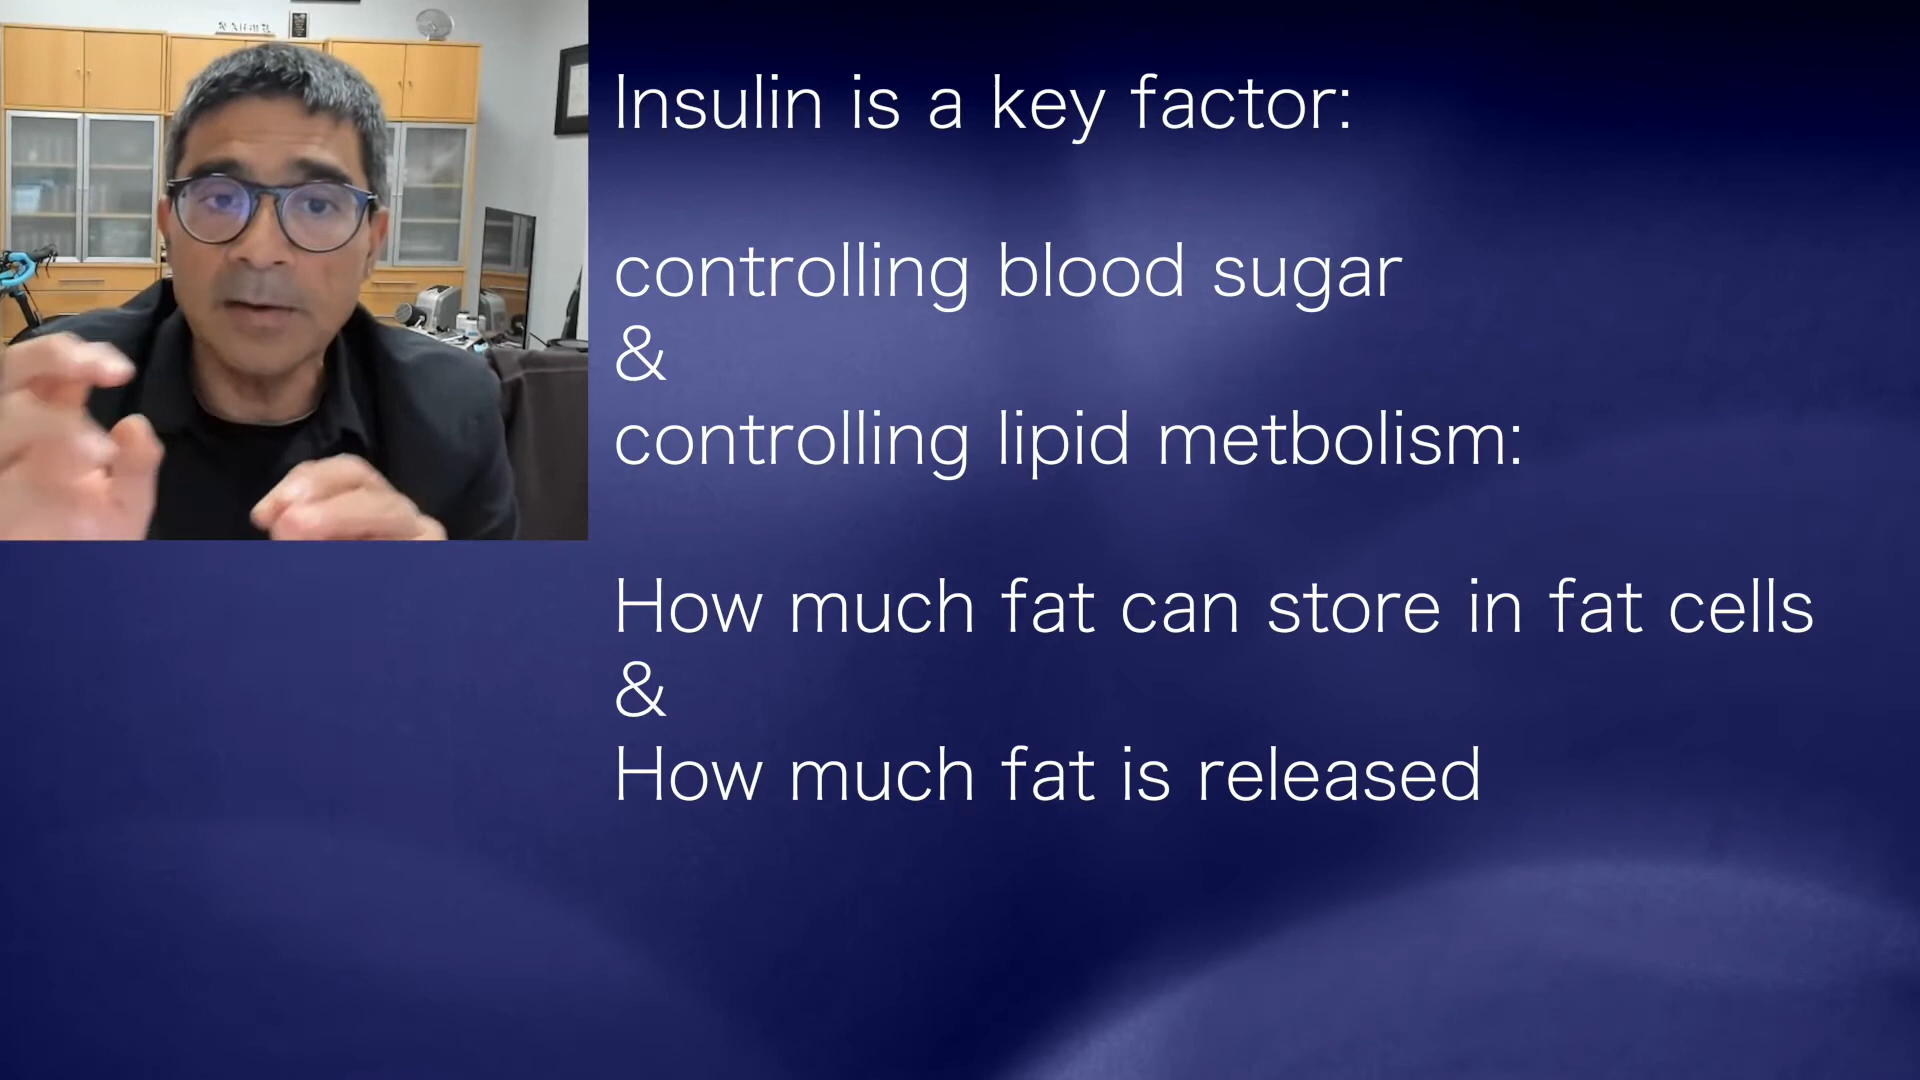 Insulin is a key factor:
controlling blood sugar
&
controlling lipid metbolism:
How much fat can store in fat cells
&
How much fat is released